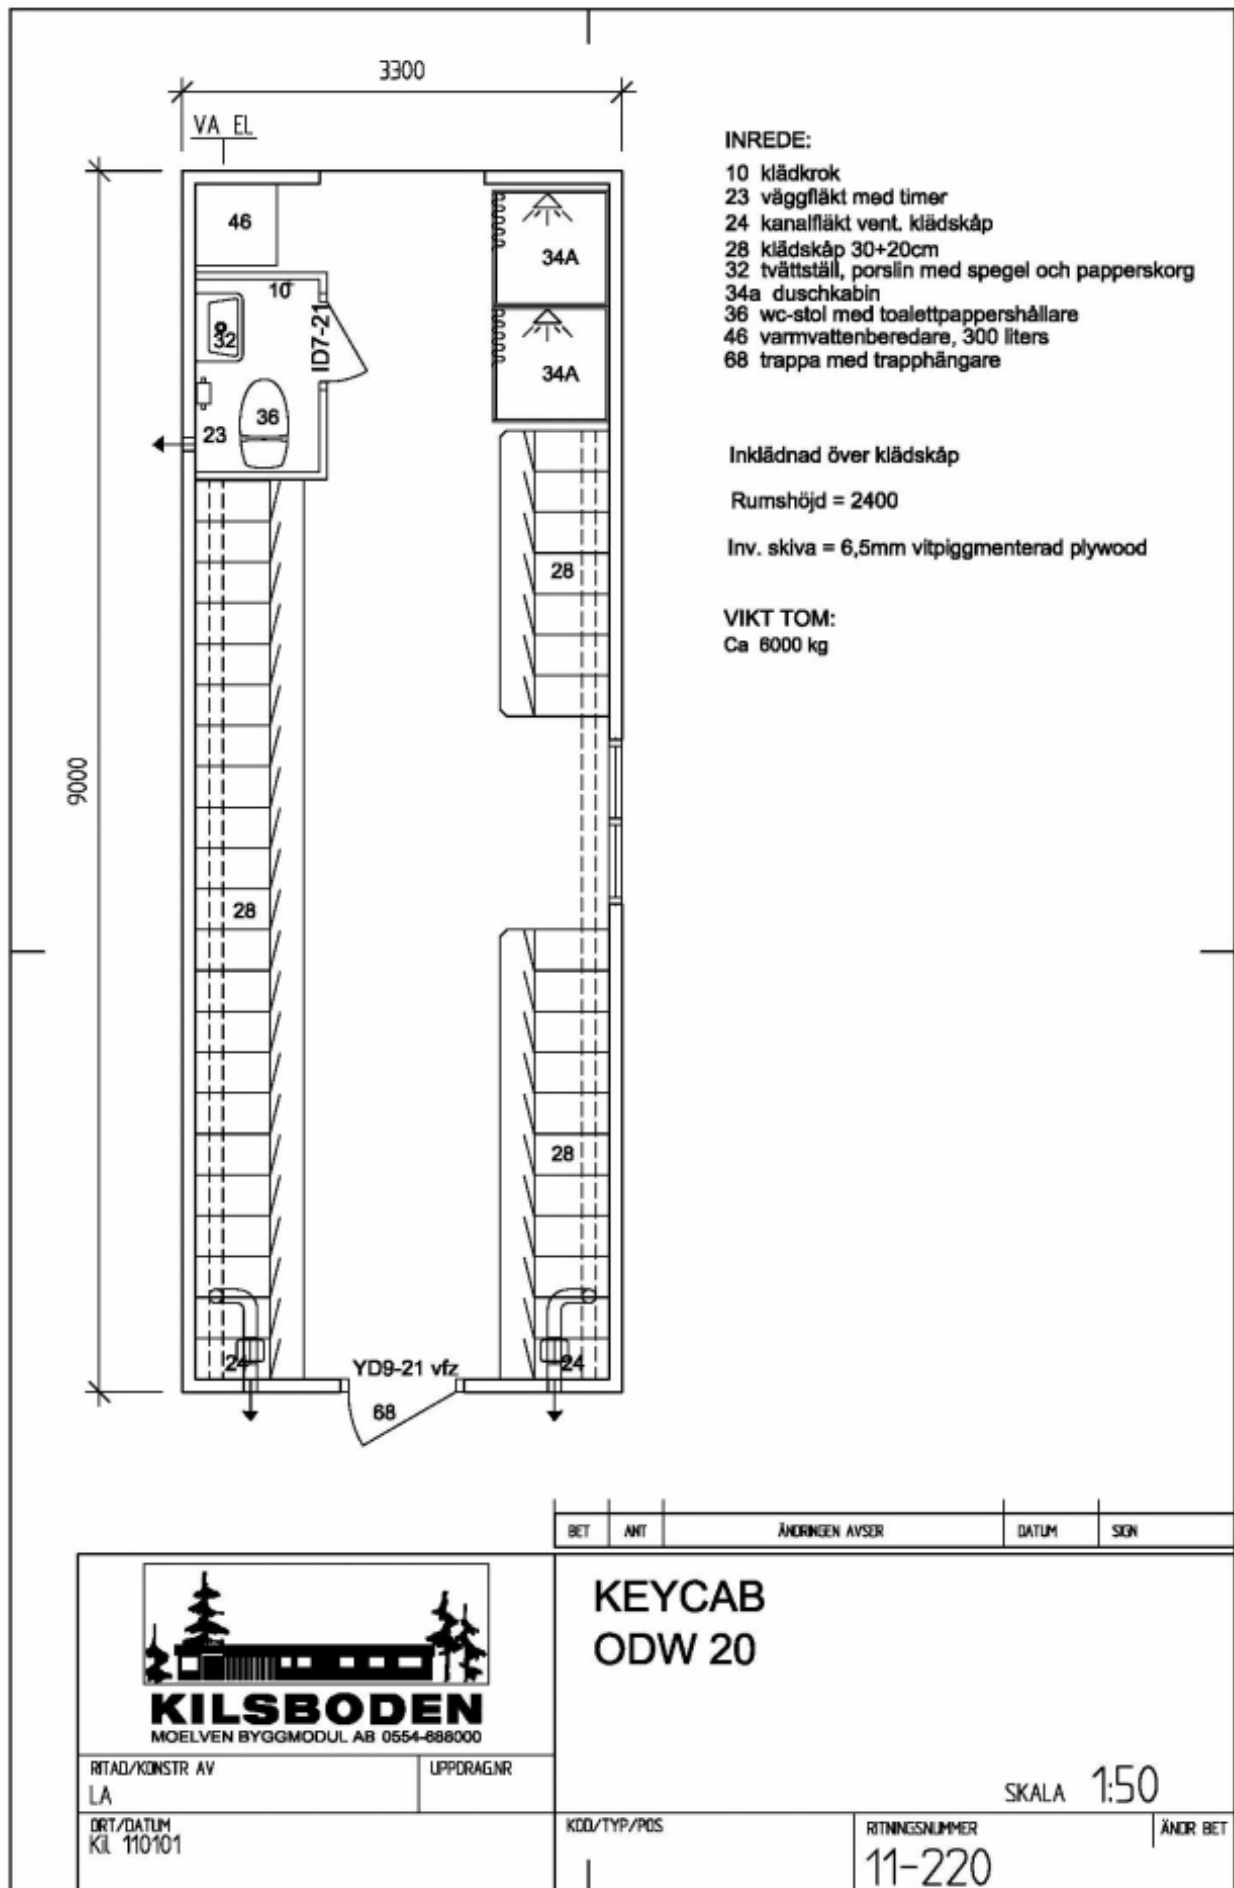 3300
VA EL
9000
46
10
32
ID7-21
36
23
34A
34A
28
28
28
24
24
YD9-21 vfz
68
INREDE:
10 klädkrok
23 väggfläkt med timer
24 kanalfläkt vent. klädskåp
28 klädskåp 30+20cm
32 tvättställ, porslin med spegel och papperskorg
34a duschkabin
36 wc-stol med toalettpappershållare
46 varmvattenberedare, 300 liters
68 trappa med trapphängare
Inklädnad över klädskåp
Rumshöjd = 2400
Inv. skiva = 6,5mm vitpiggmenterad plywood
VIKT TOM:
Ca 6000 kg
BET ANT ÄNDRINGEN AVSER DATUM SIGN
KILSBODEN
MOELVEN BYGGMODUL AB 0554-688000
KEYCAB
ODW 20
RITAD/KONSTR AV
LA
UPPDRAG.NR
SKALA 1:50
ORT/DATUM
Kil 110101
KOD/TYP/POS
RITNINGSNUMMER
11-220
ÄNDR BET